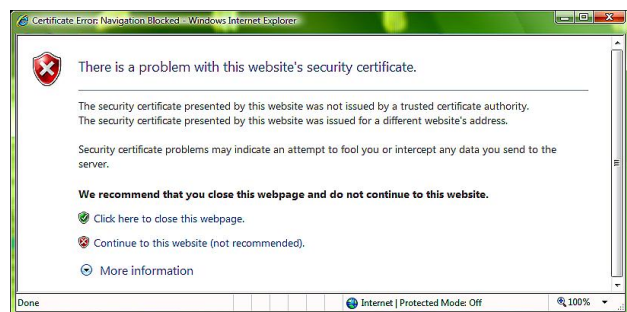 Certificate Error: Navigation Blocked - Windows Internet Explorer
There is a problem with this website's security certificate.
The security certificate presented by this website was not issued by a trusted certificate authority.
The security certificate presented by this website was issued for a different website's address.
Security certificate problems may indicate an attempt to fool you or intercept any data you send to the
server.
We recommend that you close this webpage and do not continue to this website.
Click here to close this webpage.
Continue to this website (not recommended).
More information
Done
Internet | Protected Mode: Off
100%